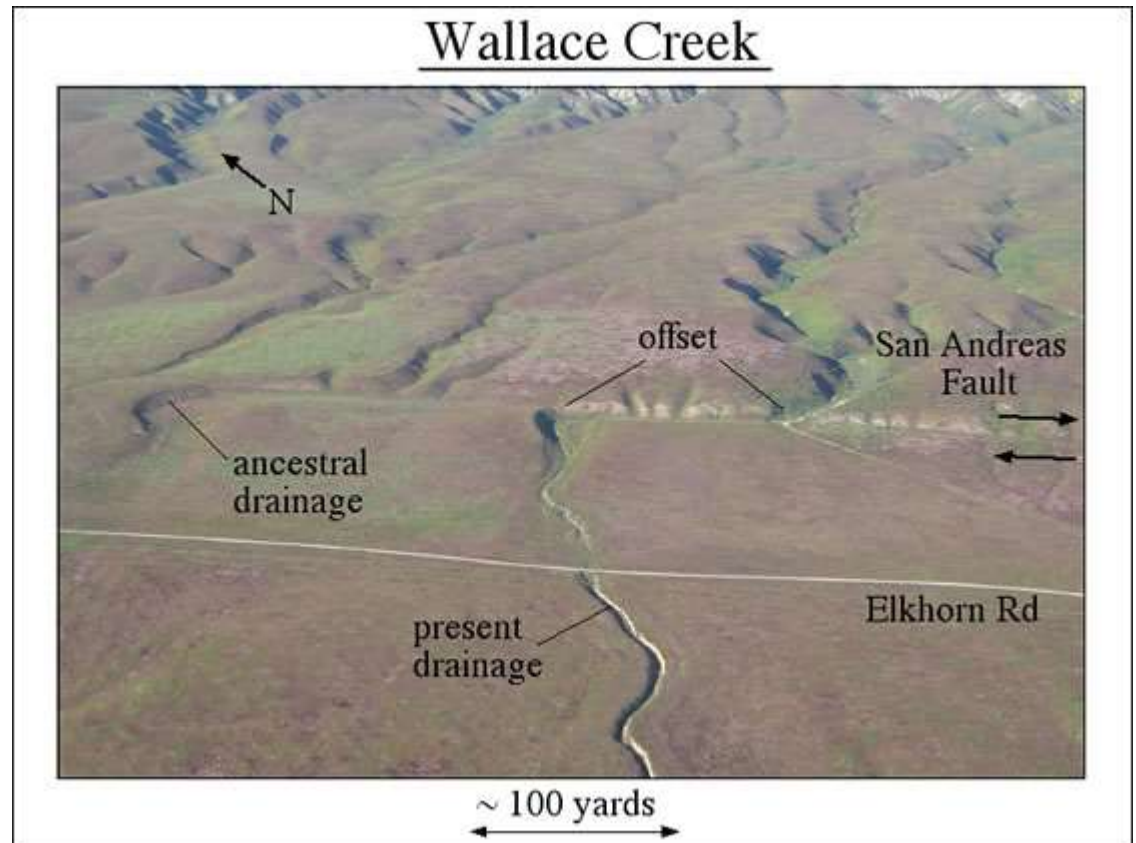 Wallace Creek
N
offset
San Andreas
Fault
ancestral
drainage
Elkhorn Rd
present
drainage
~ 100 yards